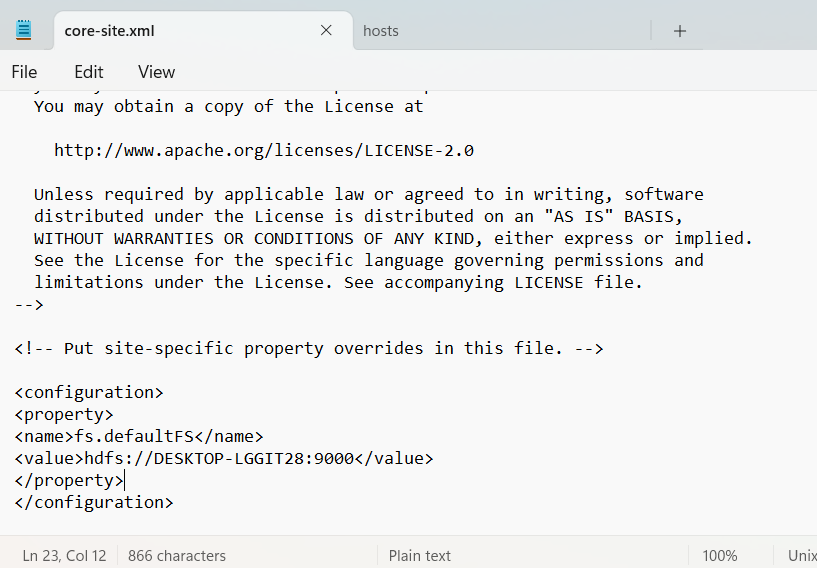 core-site.xml
hosts
File Edit View
You may obtain a copy of the License at
http://www.apache.org/licenses/LICENSE-2.0
Unless required by applicable law or agreed to in writing, software
distributed under the License is distributed on an "AS IS" BASIS,
WITHOUT WARRANTIES OR CONDITIONS OF ANY KIND, either express or implied.
See the License for the specific language governing permissions and
limitations under the License. See accompanying LICENSE file.
-->
<!-- Put site-specific property overrides in this file. -->
<configuration>
<property>
<name>fs.defaultFS</name>
<value>hdfs://DESKTOP-LGGIT28:9000</value>
</property>
</configuration>
Ln 23, Col 12 866 characters Plain text 100% Unix